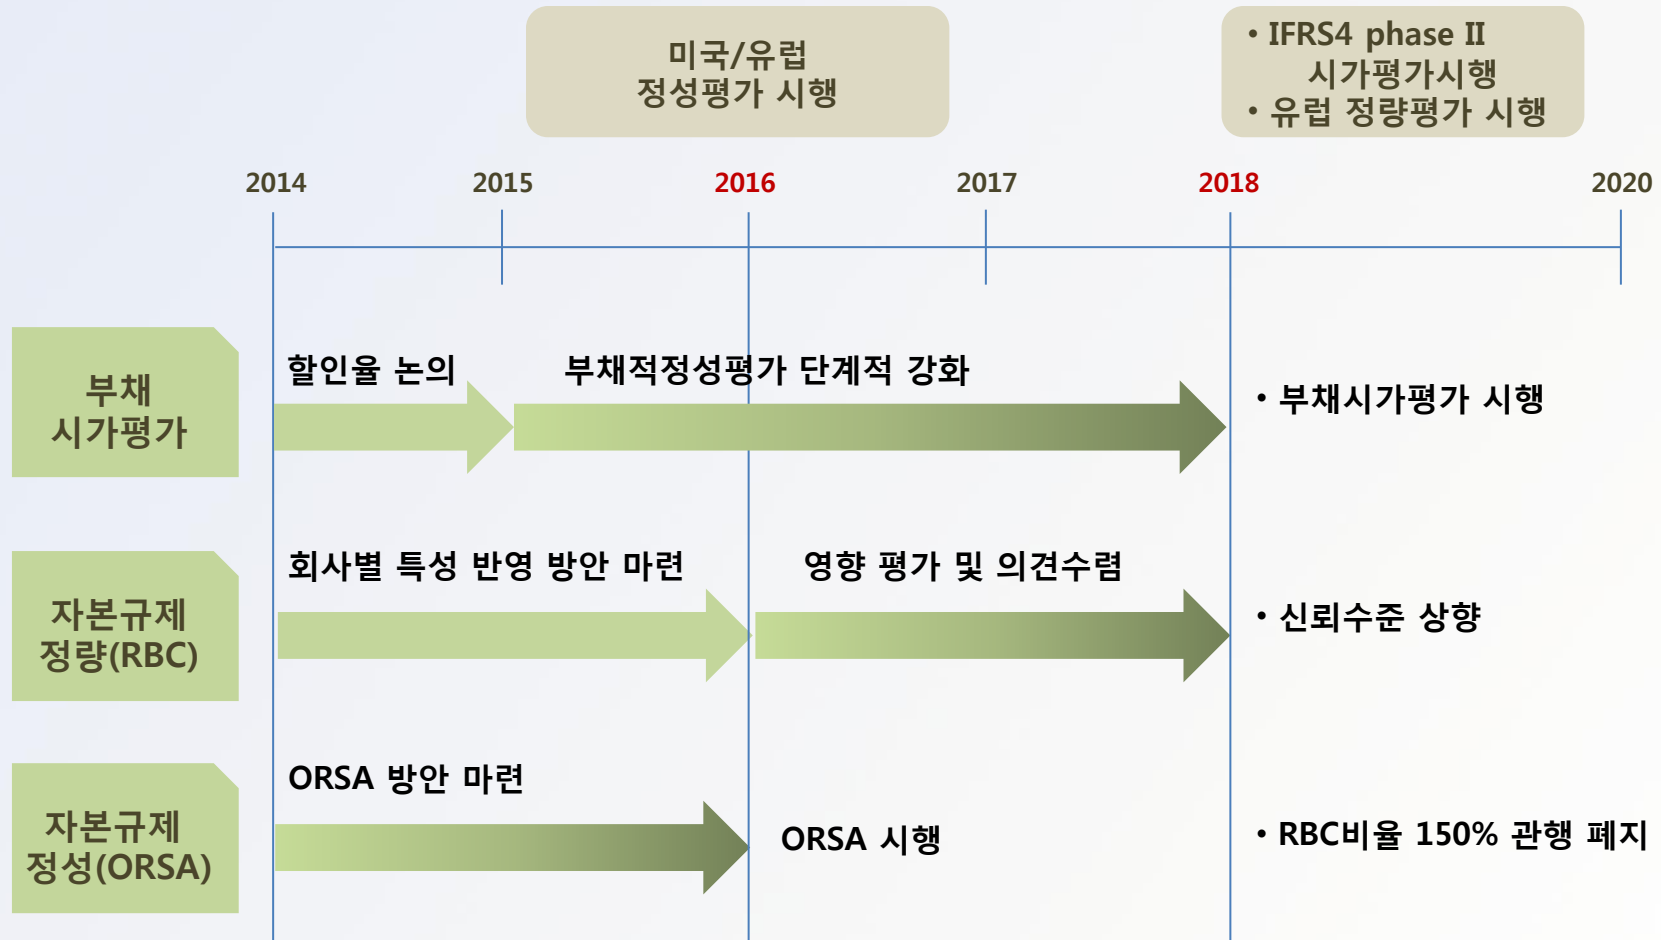 미국/유럽
정성평가 시행
• IFRS4 phase II
시가평가시행
• 유럽 정량평가 시행
2014 2015 2016 2017 2018 2020
부채
시가평가
할인율 논의
부채적정성평가 단계적 강화
• 부채시가평가 시행
자본규제
정량(RBC)
회사별 특성 반영 방안 마련
영향 평가 및 의견수렴
• 신뢰수준 상향
자본규제
정성(ORSA)
ORSA 방안 마련
ORSA 시행
• RBC비율 150% 관행 폐지